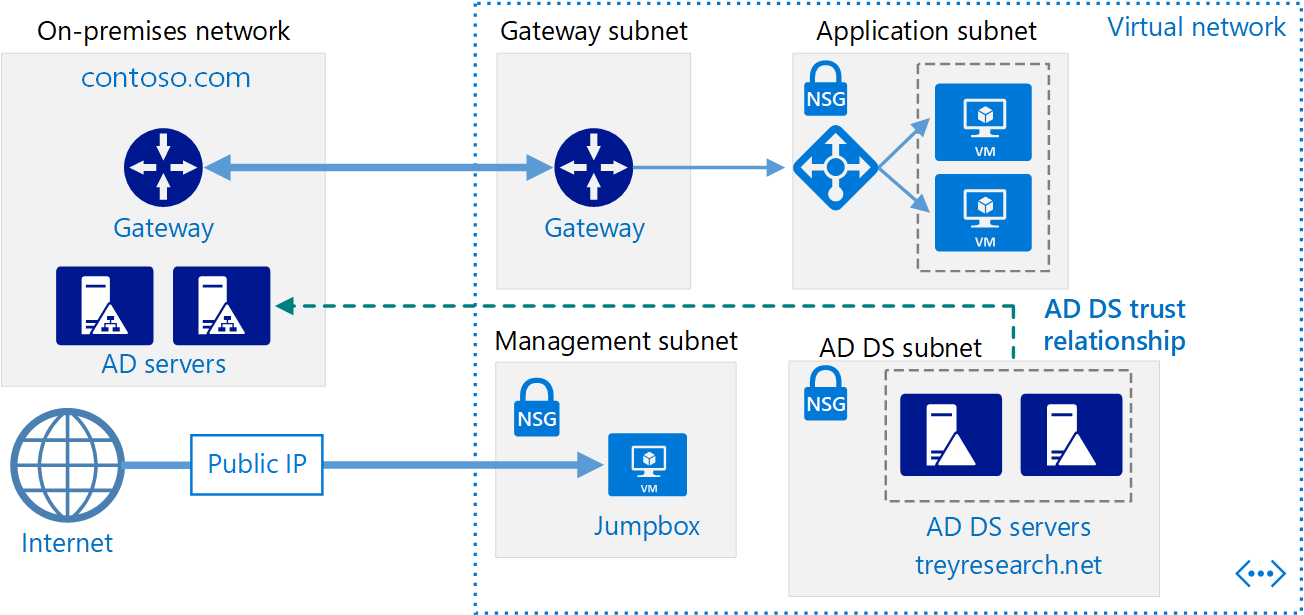 On-premises network
contoso.com
Gateway
AD servers
Internet
Public IP
Virtual network
Gateway subnet
Gateway
Application subnet
NSG
VM
VM
AD DS trust
relationship
Management subnet
NSG
VM
Jumpbox
AD DS subnet
NSG
AD DS servers
treyresearch.net